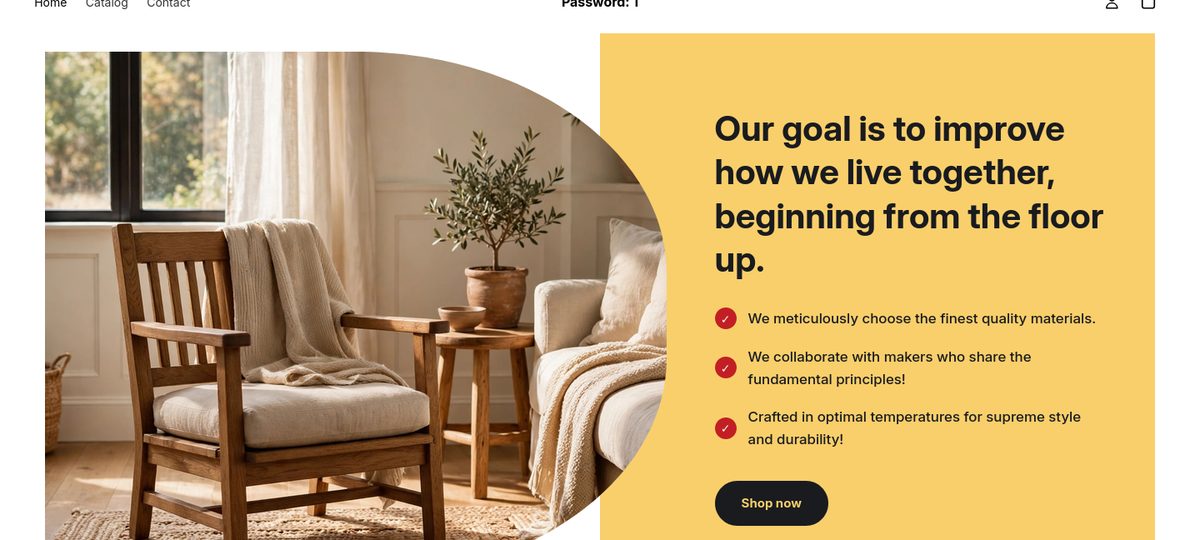 Home Catalog Contact
Password: 1
Our goal is to improve
how we live together,
beginning from the floor
up.
✓ We meticulously choose the finest quality materials.
✓ We collaborate with makers who share the
fundamental principles!
✓ Crafted in optimal temperatures for supreme style
and durability!
Shop now